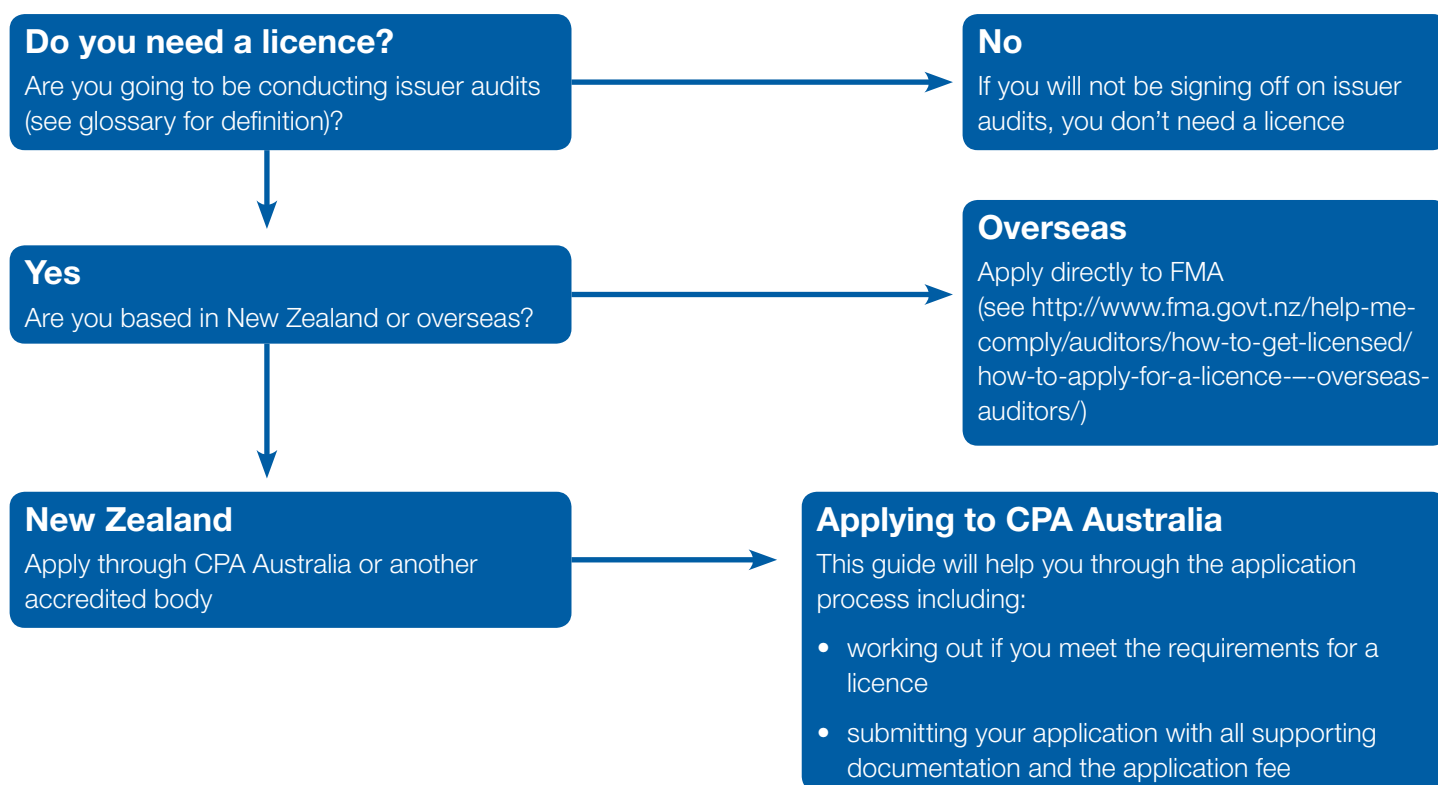 Do you need a licence?
Are you going to be conducting issuer audits
(see glossary for definition)?
No
If you will not be signing off on issuer
audits, you don’t need a licence
Yes
Are you based in New Zealand or overseas?
Overseas
Apply directly to FMA
(see http://www.fma.govt.nz/help-me-
comply/auditors/how-to-get-licensed/
how-to-apply-for-a-licence-–-overseas-
auditors/)
New Zealand
Apply through CPA Australia or another
accredited body
Applying to CPA Australia
This guide will help you through the application
process including:
• working out if you meet the requirements for a
licence
• submitting your application with all supporting
documentation and the application fee